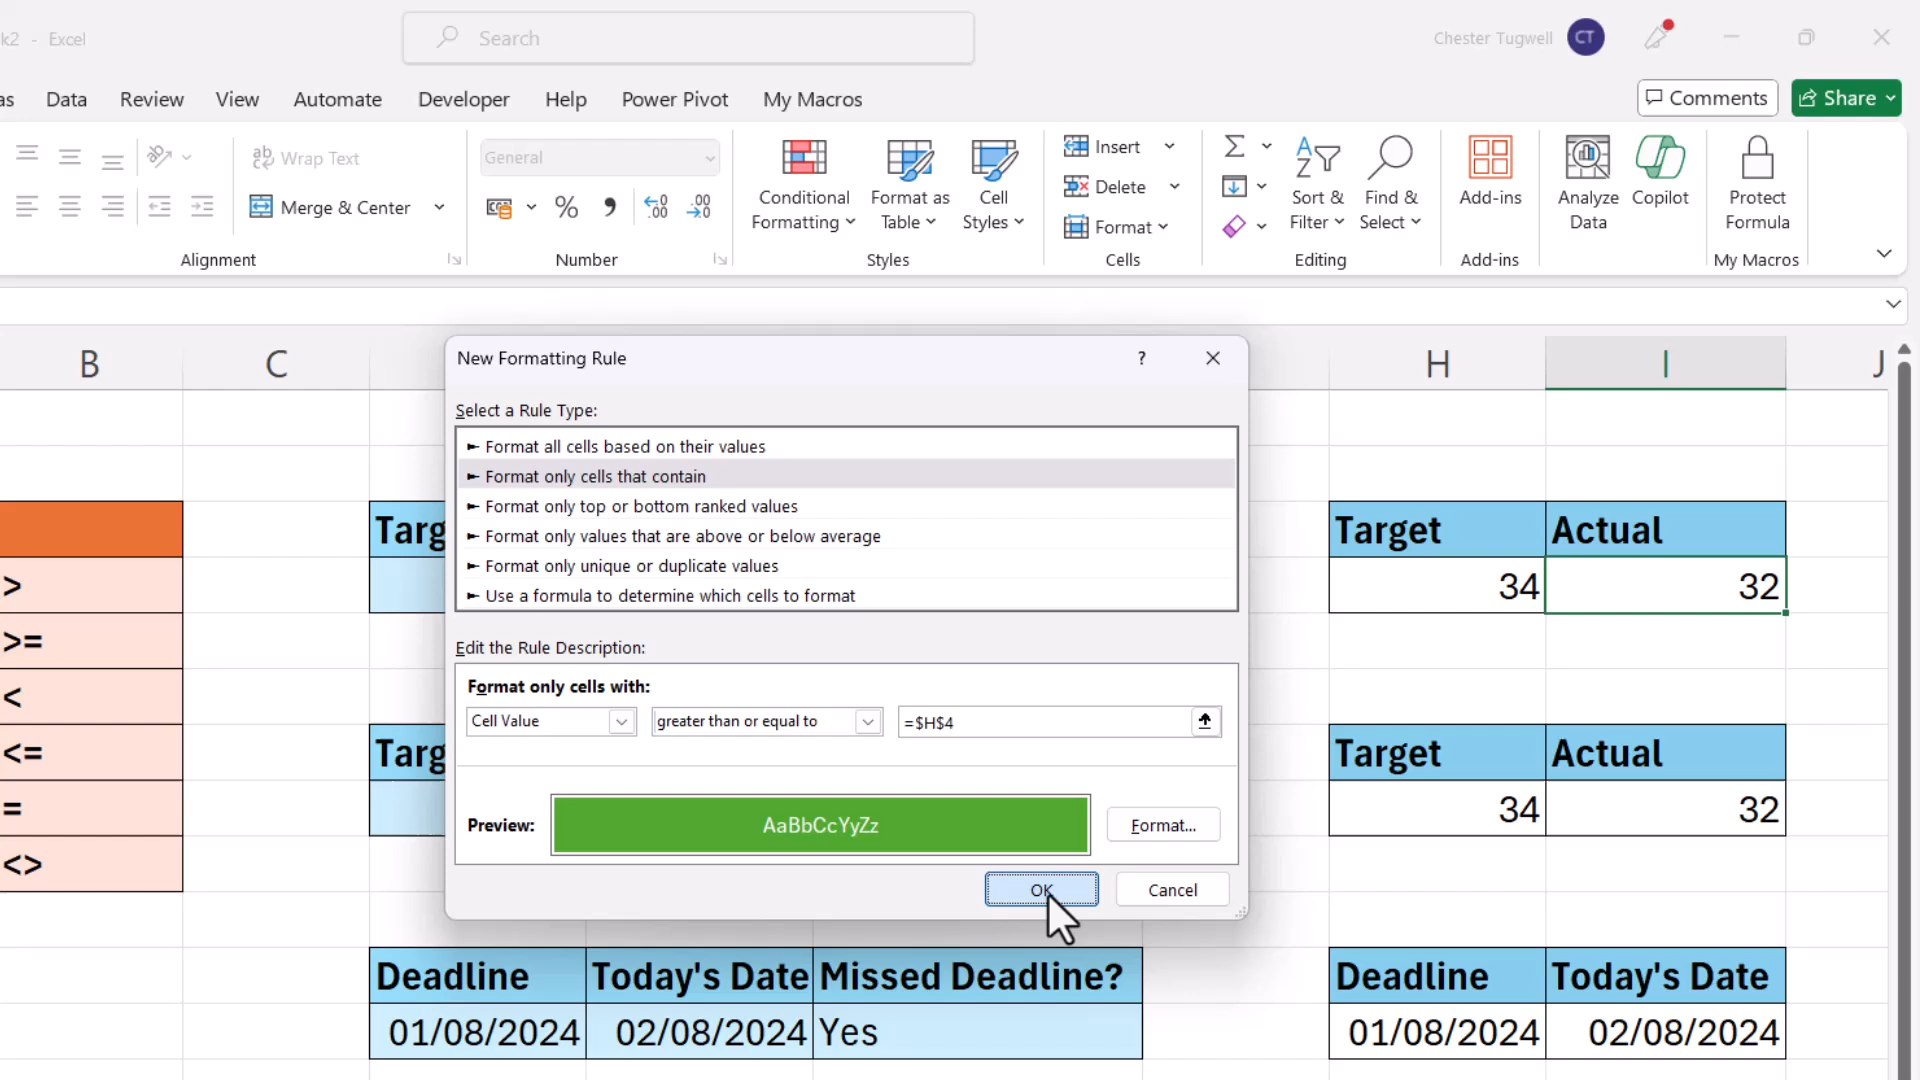 k2 - Excel
Search
Chester Tugwell
CT
as
Data
Review
View
Automate
Developer
Help
Power Pivot
My Macros
Comments
Share
ab
Wrap Text
Merge & Center
Alignment
General
%
Number
Conditional
Formatting
Format as
Table
Cell
Styles
Styles
Insert
Delete
Format
Cells
Sort &
Filter
Find &
Select
Editing
Add-ins
Add-ins
Analyze
Data
Copilot
Protect
Formula
My Macros
B
C
H
I
J
New Formatting Rule
?
Select a Rule Type:
► Format all cells based on their values
► Format only cells that contain
► Format only top or bottom ranked values
► Format only values that are above or below average
► Format only unique or duplicate values
► Use a formula to determine which cells to format
Edit the Rule Description:
Format only cells with:
Cell Value
greater than or equal to
=$H$4
Preview:
AaBbCcYyZz
Format...
OK
Cancel
>
>=
<
<=
=
<>
Targ
Targ
Target Actual
34 32
Target Actual
34 32
Deadline Today's Date Missed Deadline?
01/08/2024 02/08/2024 Yes
Deadline Today's Date
01/08/2024 02/08/2024